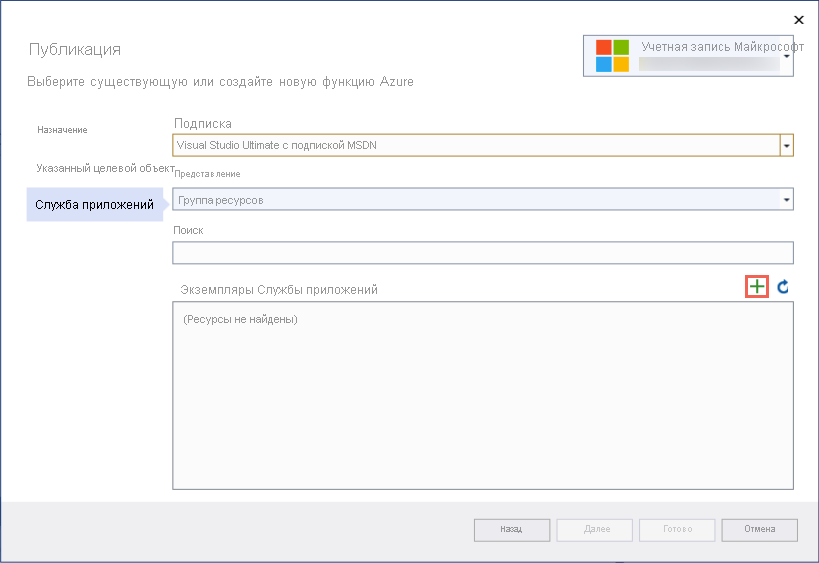 Публикация
Учетная запись Майкрософт
Выберите существующую или создайте новую функцию Azure
Назначение
Указанный целевой объект
Служба приложений
Подписка
Visual Studio Ultimate с подпиской MSDN
Представление
Группа ресурсов
Поиск
Экземпляры Службы приложений
(Ресурсы не найдены)
Назад
Далее
Готово
Отмена